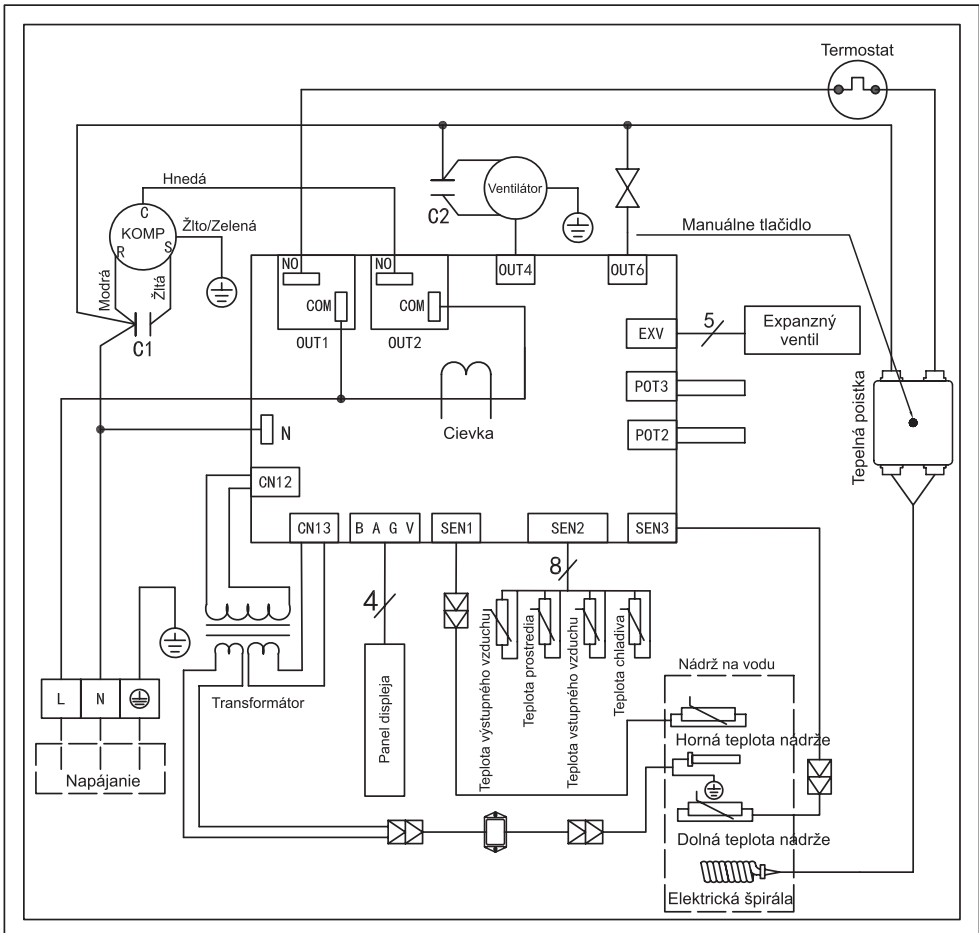 Termostat
Hnedá
C
KOMP
R
S
Žlto/Zelená
Modrá
Žltá
C1
C2
Ventilátor
Manuálne tlačidlo
NO
COM
OUT1
NO
COM
OUT2
OUT4
OUT6
EXV
5
Expanzný
ventil
POT3
POT2
Cievka
N
Tepelná poistka
CN12
CN13
B A G V
SEN1
SEN2
SEN3
4
8
Transformátor
Panel displeja
Teplota výstupného vzduchu
Teplota prostredia
Teplota vstupného vzduchu
Teplota chladiva
L
N
Napájanie
Nádrž na vodu
Horná teplota nádrže
Dolná teplota nádrže
Elektrická špirála